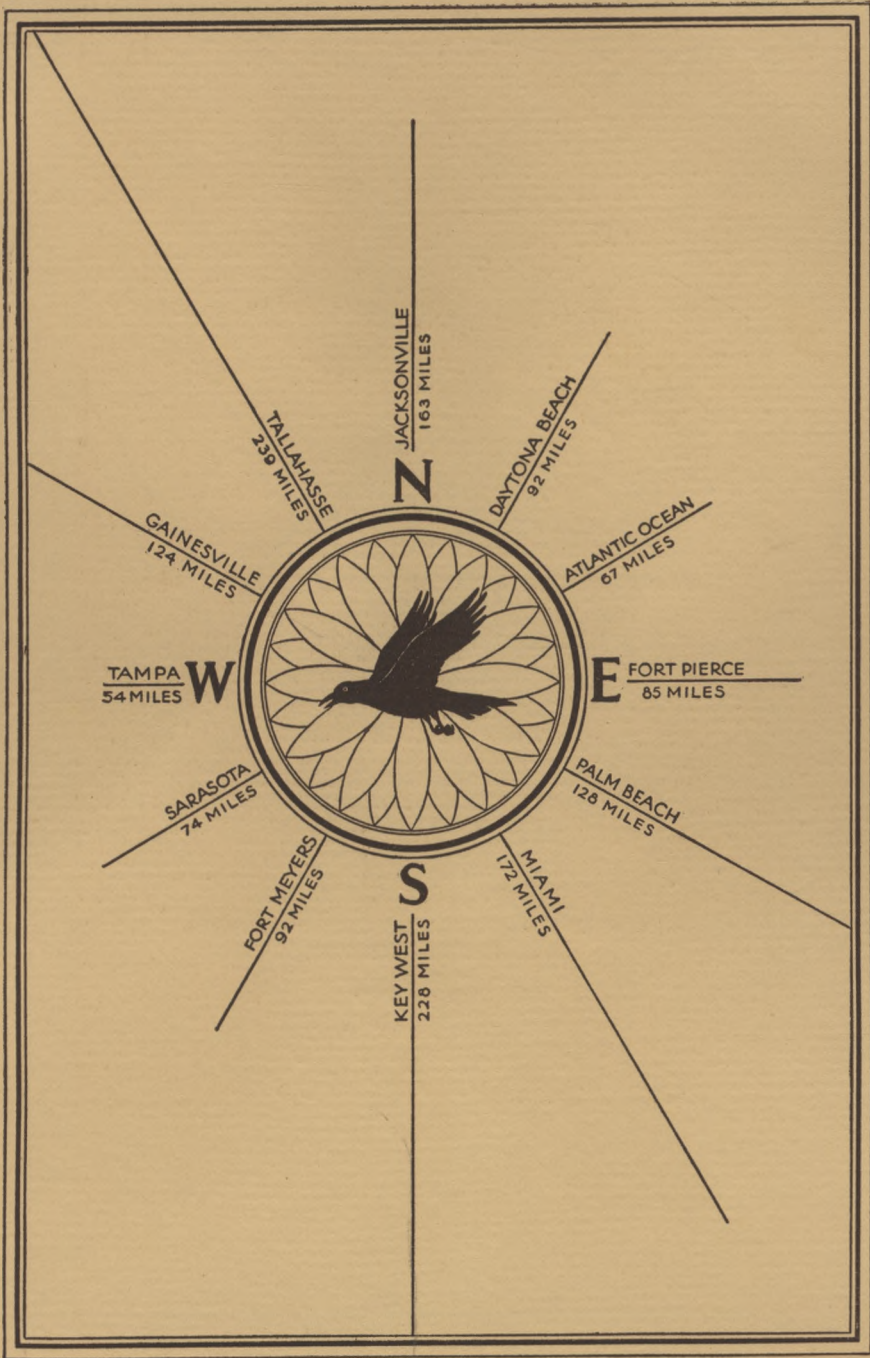 JACKSONVILLE
163 MILES
N
DAYTONA BEACH
92 MILES
ATLANTIC OCEAN
67 MILES
E
FORT PIERCE
85 MILES
PALM BEACH
128 MILES
MIAMI
172 MILES
S
KEY WEST
228 MILES
FORT MEYERS
92 MILES
SARASOTA
74 MILES
TAMPA
54 MILES
W
GAINESVILLE
124 MILES
TALLAHASSE
239 MILES